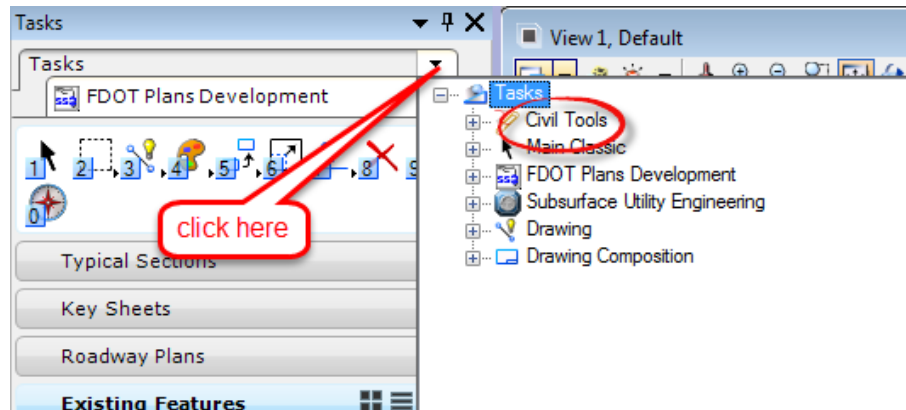 Tasks
View 1, Default
Tasks
FDOT Plans Development
Tasks
Civil Tools
Main Classic
FDOT Plans Development
Subsurface Utility Engineering
Drawing
Drawing Composition
1 2 3 4 5 6 8 9
0
click here
Typical Sections
Key Sheets
Roadway Plans
Existing Features